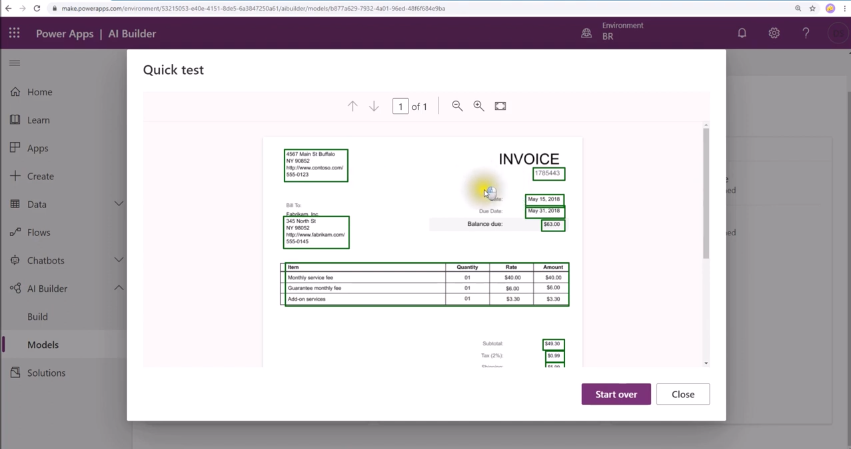 make.powerapps.com/environment/53215053-e40e-4151-8de5-6a3847250a61/aibuilder/models/b877a629-7932-4a01-96ed-48f6f584e9ba
Power Apps | AI Builder
Environment
BR
Home
Learn
Apps
Create
Data
Flows
Chatbots
AI Builder
Build
Models
Solutions
Quick test
1 of 1
INVOICE
1785443
4567 Main St Buffalo
NY 90852
http://www.contoso.com/
555-0123
May 15, 2018
Due Date: May 31, 2018
Balance due: $63.00
Bill To
Fabrikam, Inc.
345 North St
NY 98052
http://www.fabrikam.com/
555-0145
Item Quantity Rate Amount
Monthly service fee 01 $40.00 $40.00
Guarantee monthly fee 01 $6.00 $6.00
Add-on services 01 $3.30 $3.30
Subtotal: $49.30
Tax (2%): $0.99
Start over
Close